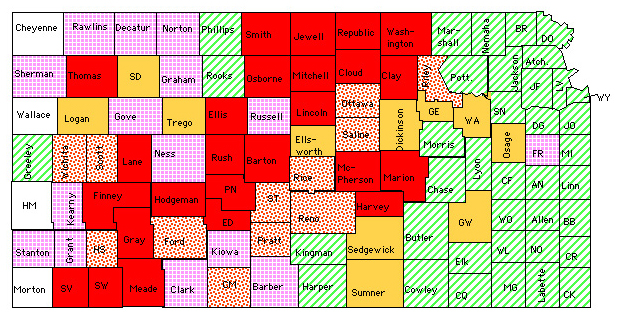 Cheyenne Rawlins Decatur Norton Phillips Smith Jewell Republic Wash-
ington Mar-
shall Nemaha BR DO
Sherman Thomas SD Graham Rooks Osborne Mitchell Cloud Clay Riley Pott. Jackson Atch. JF LV WY
Wallace Logan Gove Trego Ellis Russell Lincoln Ottawa Saline Dickinson GE WA SN DG JO
Ells-
worth Morris Osage FR MI
Greeley Wichita Scott Lane Ness Rush Barton Rice Mc-
Pherson Marion Chase Lyon CF AN Linn
HM Kearny Finney Hodgeman PN ST Reno Harvey
Stanton Grant HS Gray Ford ED Pratt Kingman Sedgewick Butler GW WO Allen BB
Kiowa Elk WL NO CR
Morton SV SW Meade Clark CM Barber Harper Sumner Cowley CQ MG Labette CK